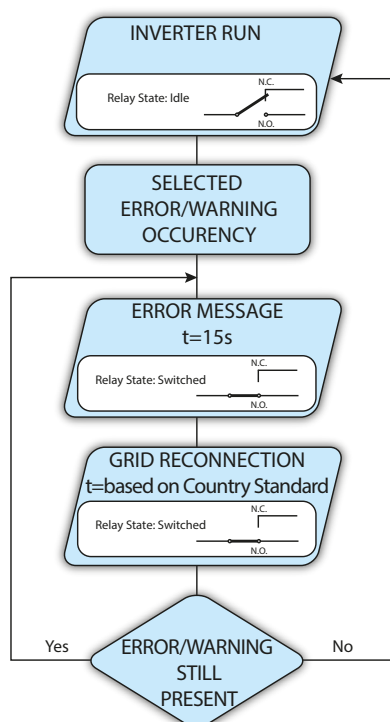 INVERTER RUN
N.C.
Relay State: Idle
N.O.
SELECTED
ERROR/WARNING
OCCURENCY
ERROR MESSAGE
t=15s
N.C.
Relay State: Switched
N.O.
GRID RECONNECTION
t=based on Country Standard
N.C.
Relay State: Switched
N.O.
Yes
ERROR/WARNING
No
STILL
PRESENT